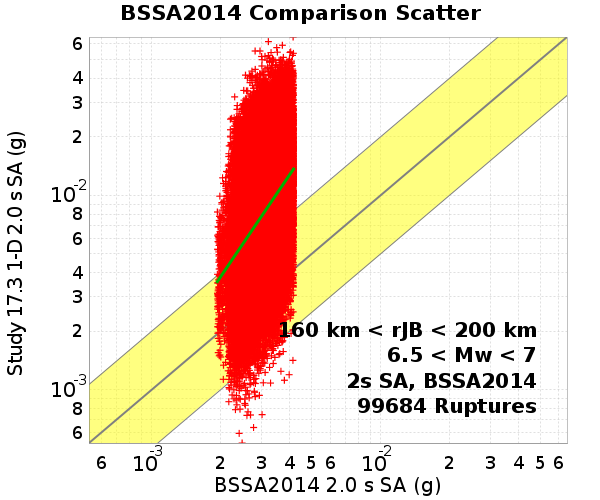 BSSA2014 Comparison Scatter
6
4
3
2
10-2
8
6
4
3
2
10-3
8
6
Study 17.3 1-D 2.0 s SA (g)
160 km < rJB < 200 km
6.5 < Mw < 7
2s SA, BSSA2014
99684 Ruptures
6 10-3 2 3 4 5 6 10-2 2 3 4 5 6
BSSA2014 2.0 s SA (g)